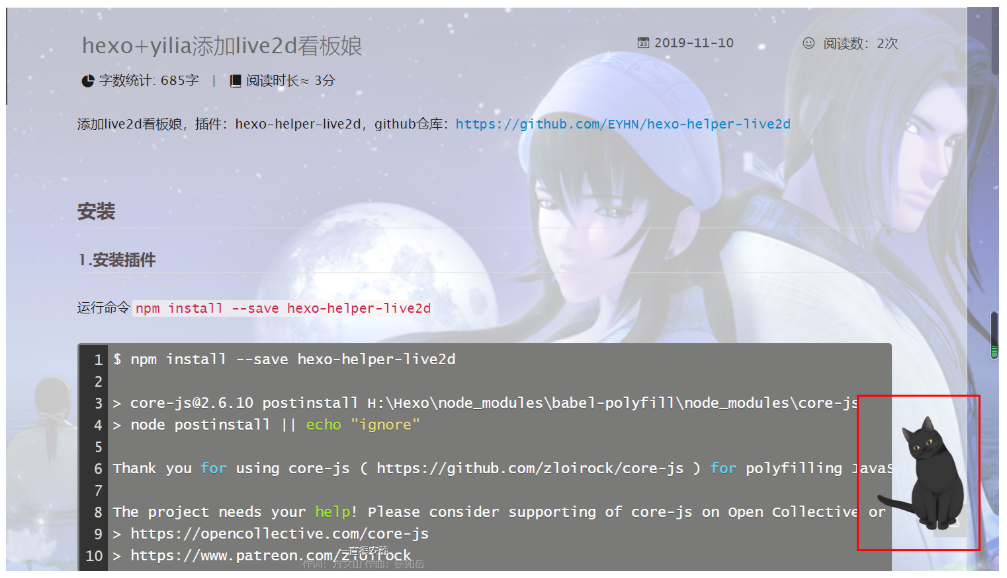 hexo+yilia添加live2d看板娘
2019-11-10
阅读数：2次
字数统计: 685字 | 阅读时长≈ 3分
添加live2d看板娘，插件：hexo-helper-live2d，github仓库：https://github.com/EYHN/hexo-helper-live2d
安装
1.安装插件
运行命令 npm install --save hexo-helper-live2d
1 $ npm install --save hexo-helper-live2d
2
3 > core-js@2.6.10 postinstall H:\Hexo\node_modules\babel-polyfill\node_modules\core-js
4 > node postinstall || echo "ignore"
5
6 Thank you for using core-js ( https://github.com/zloirock/core-js ) for polyfilling JavaS
7
8 The project needs your help! Please consider supporting of core-js on Open Collective or
9 > https://opencollective.com/core-js
10 > https://www.patreon.com/zloirock